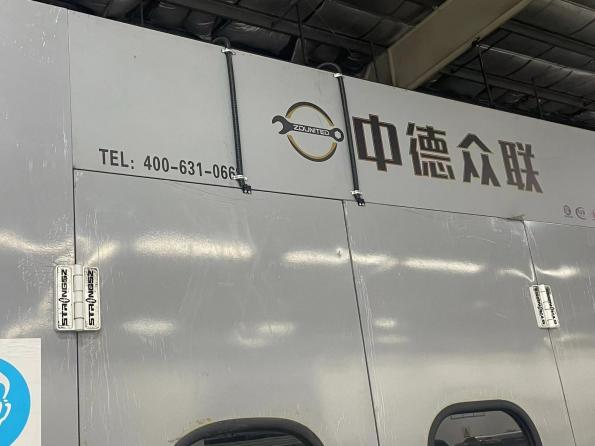 ZDUNITED
中德众联
TEL: 400-631-066
STRONGSZ
STRONGSZ